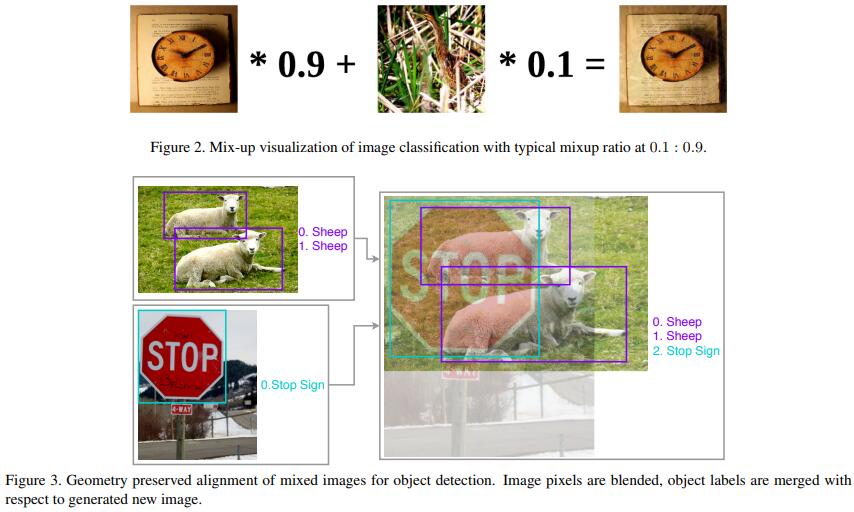 * 0.9 +
* 0.1 =
Figure 2. Mix-up visualization of image classification with typical mixup ratio at 0.1 : 0.9.
0. Sheep
1. Sheep
STOP
0.Stop Sign
4-WAY
STOP
4-WAY
0. Sheep
1. Sheep
2. Stop Sign
Figure 3. Geometry preserved alignment of mixed images for object detection. Image pixels are blended, object labels are merged with
respect to generated new image.